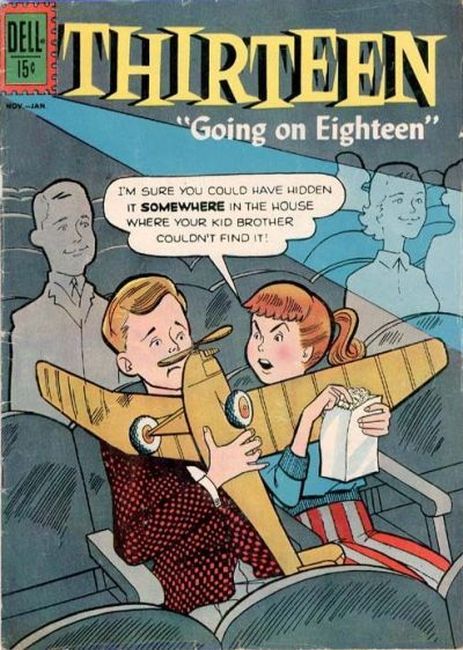 DELL
15¢
NOV.-JAN
THIRTEEN
"Going on Eighteen"
I'M SURE YOU COULD HAVE HIDDEN
IT SOMEWHERE IN THE HOUSE
WHERE YOUR KID BROTHER
COULDN'T FIND IT!